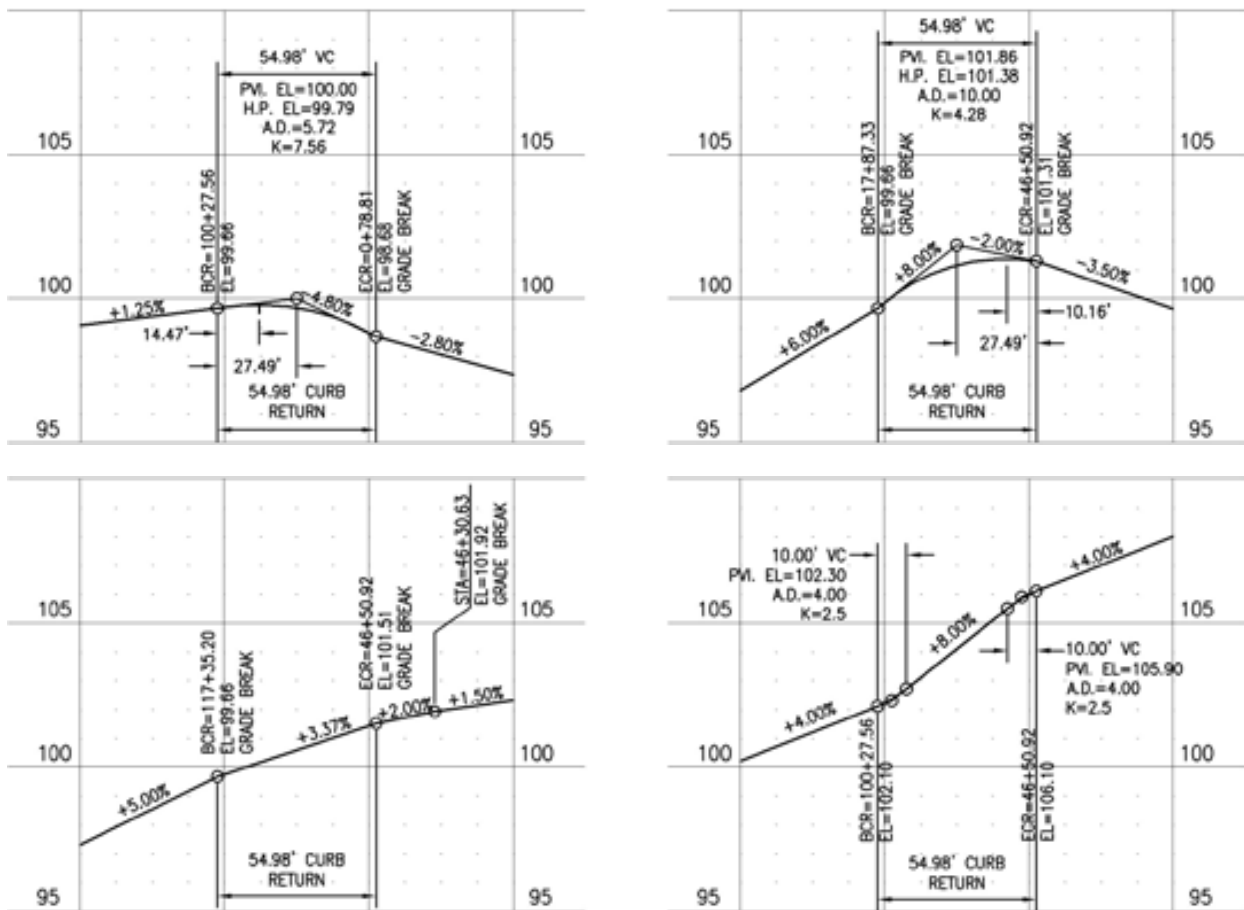 54.98' VC
PVI. EL=100.00
H.P. EL=99.79
A.D.=5.72
K=7.56
105
105
BCR=100+27.56
EL=99.66
ECR=0+78.81
EL=98.68
GRADE BREAK
100
100
+1.25%
-4.80%
-2.80%
14.47'
27.49'
54.98' CURB
RETURN
95
95
54.98' VC
PVI. EL=101.86
H.P. EL=101.38
A.D.=10.00
K=4.28
105
105
BCR=17+87.33
EL=99.66
GRADE BREAK
ECR=46+50.92
EL=101.31
GRADE BREAK
100
100
+6.00%
+8.00%
-2.00%
-3.50%
10.16'
27.49'
54.98' CURB
RETURN
95
95
105
105
BCR=117+35.20
EL=99.66
GRADE BREAK
ECR=46+50.92
EL=101.51
GRADE BREAK
STA=46+30.63
EL=101.92
GRADE BREAK
100
100
+5.00%
+3.37%
+2.00%
+1.50%
54.98' CURB
RETURN
95
95
10.00' VC
PVI. EL=102.30
A.D.=4.00
K=2.5
105
105
+4.00%
+8.00%
+4.00%
10.00' VC
PVI. EL=105.90
A.D.=4.00
K=2.5
100
100
BCR=100+27.56
EL=102.10
ECR=46+50.92
EL=106.10
54.98' CURB
RETURN
95
95